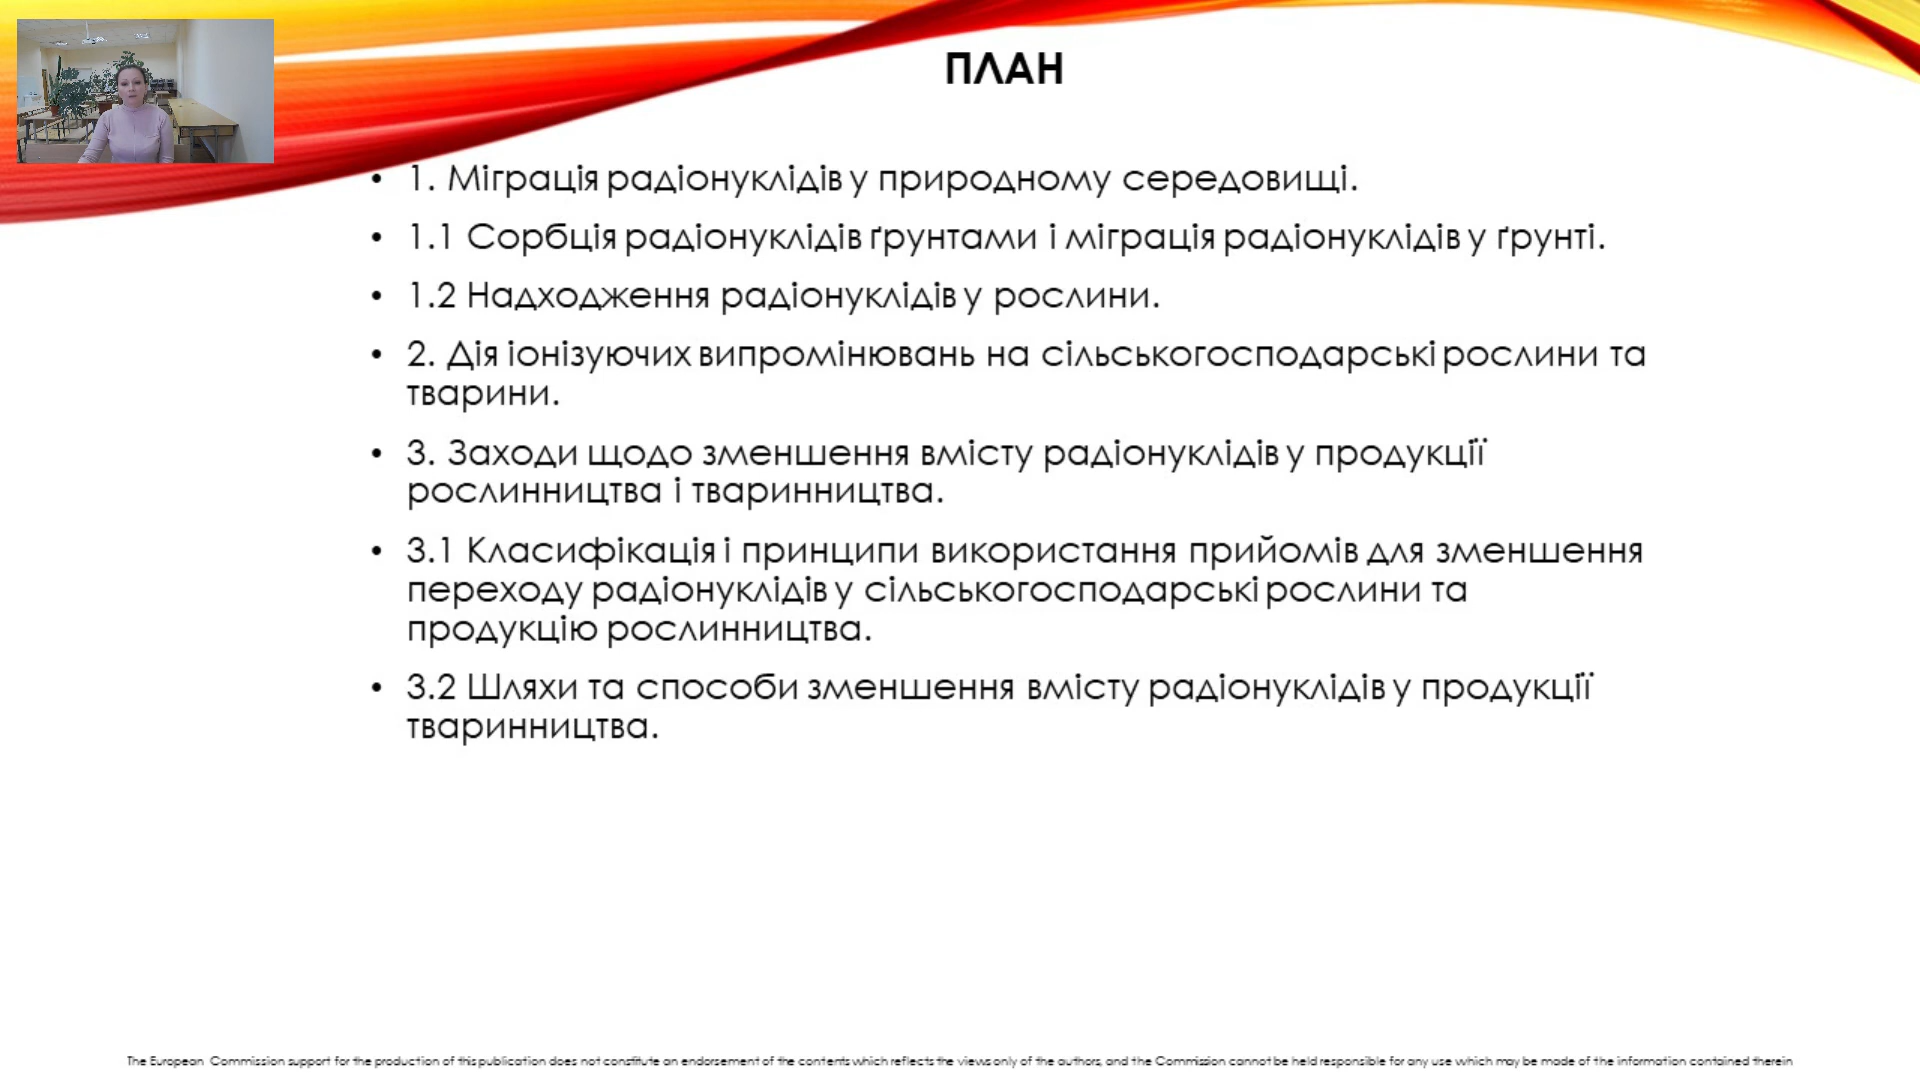 ПЛАН
• 1. Міграція радіонуклідів у природному середовищі.
• 1.1 Сорбція радіонуклідів ґрунтами і міграція радіонуклідів у ґрунті.
• 1.2 Надходження радіонуклідів у рослини.
• 2. Дія іонізуючих випромінювань на сільськогосподарські рослини та
тварини.
• 3. Заходи щодо зменшення вмісту радіонуклідів у продукції
рослинництва і тваринництва.
• 3.1 Класифікація і принципи використання прийомів для зменшення
переходу радіонуклідів у сільськогосподарські рослини та
продукцію рослинництва.
• 3.2 Шляхи та способи зменшення вмісту радіонуклідів у продукції
тваринництва.
The European Commission support for the production of this publication does not constitute an endorsement of the contents which reflects the views only of the authors, and the Commission cannot be held responsible for any use which may be made of the information contained therein